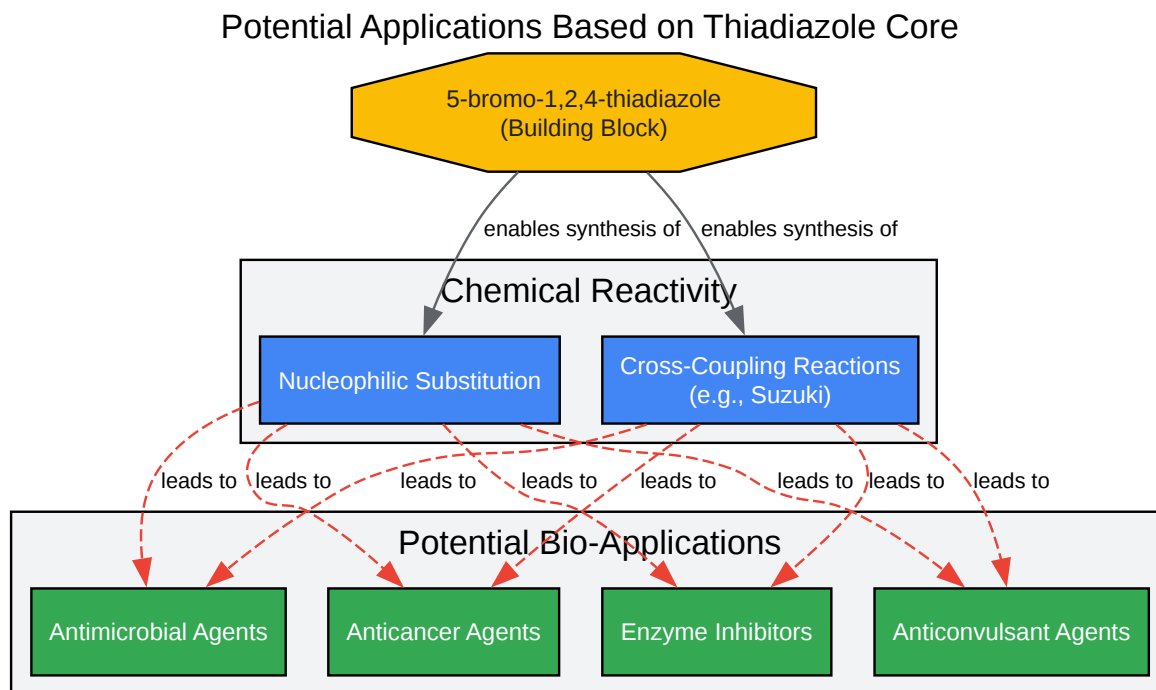 Potential Applications Based on Thiadiazole Core
5-bromo-1,2,4-thiadiazole
(Building Block)
enables synthesis of enables synthesis of
Chemical Reactivity
Nucleophilic Substitution
Cross-Coupling Reactions
(e.g., Suzuki)
leads to leads to leads to leads to leads to leads to leads to leads to
Potential Bio-Applications
Antimicrobial Agents
Anticancer Agents
Enzyme Inhibitors
Anticonvulsant Agents